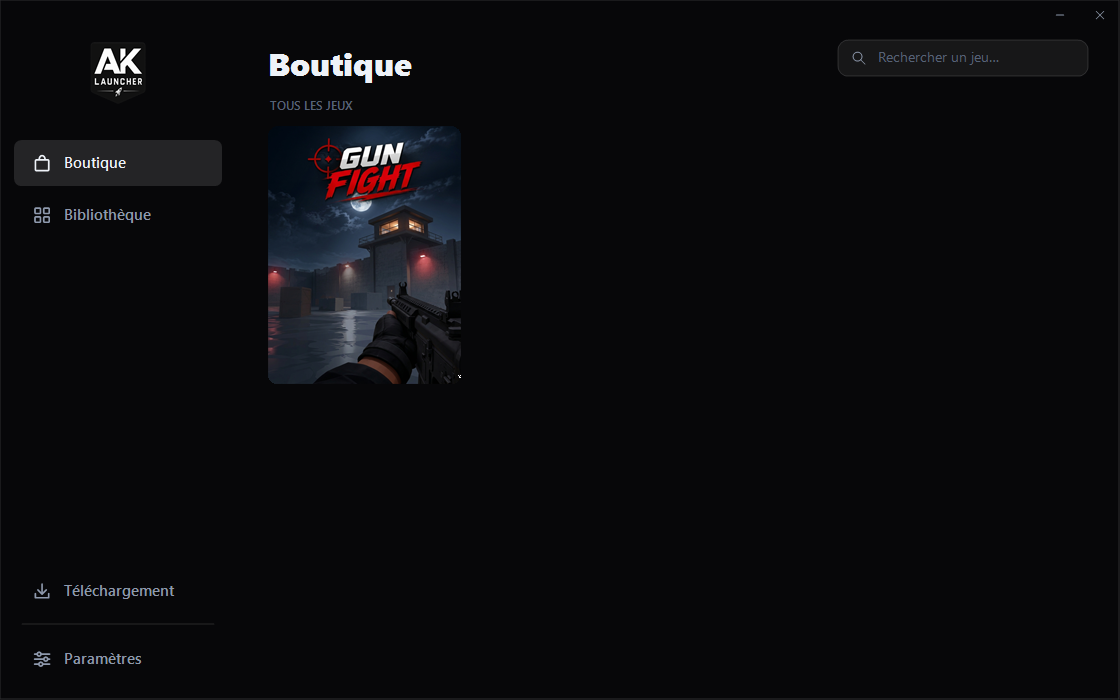 AK
LAUNCHER
Boutique
Rechercher un jeu...
TOUS LES JEUX
Boutique
Bibliothèque
GUN
FIGHT
Téléchargement
Paramètres